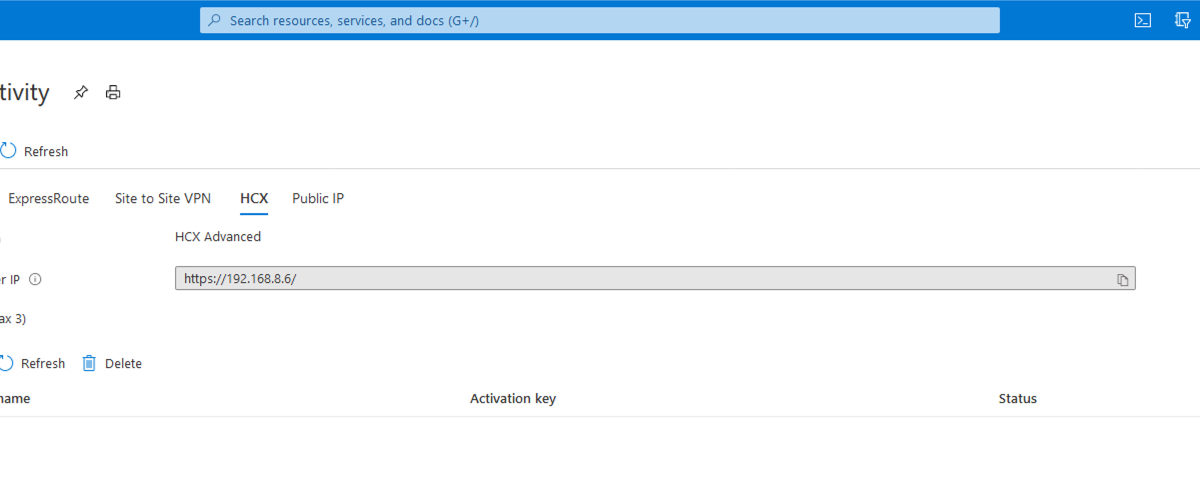 Search resources, services, and docs (G+/)
tivity
Refresh
ExpressRoute Site to Site VPN HCX Public IP
HCX Advanced
er IP https://192.168.8.6/
ax 3)
Refresh Delete
name Activation key Status